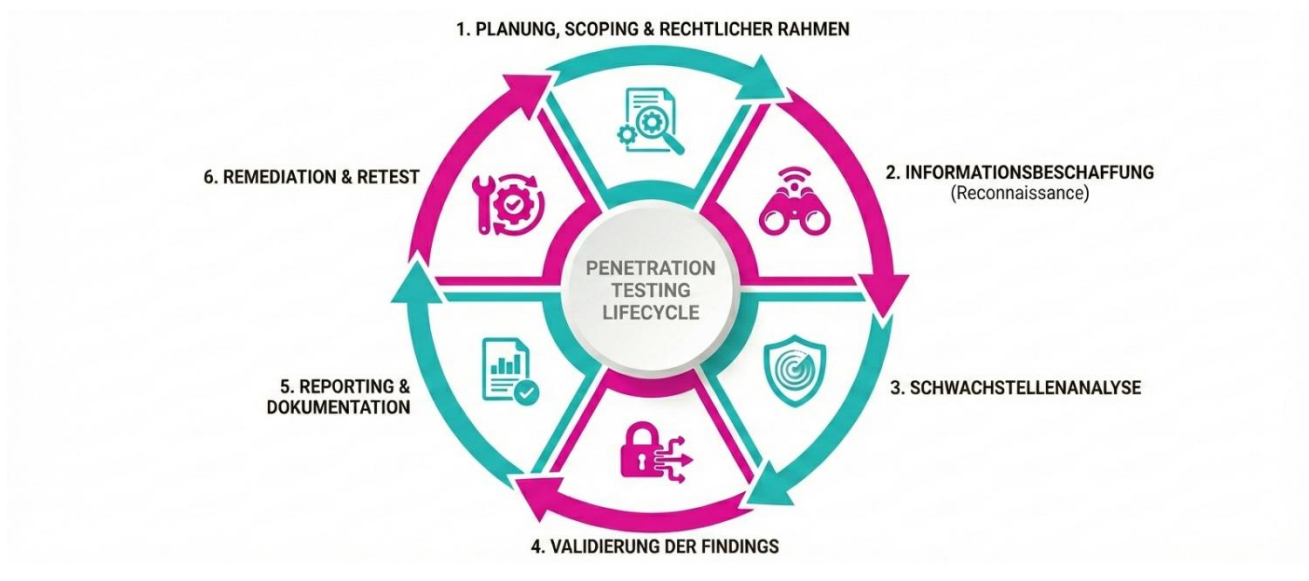 1. PLANUNG, SCOPING & RECHTLICHER RAHMEN
2. INFORMATIONSBESCHAFFUNG
(Reconnaissance)
3. SCHWACHSTELLENANALYSE
4. VALIDIERUNG DER FINDINGS
5. REPORTING &
DOKUMENTATION
6. REMEDIATION & RETEST
PENETRATION
TESTING
LIFECYCLE